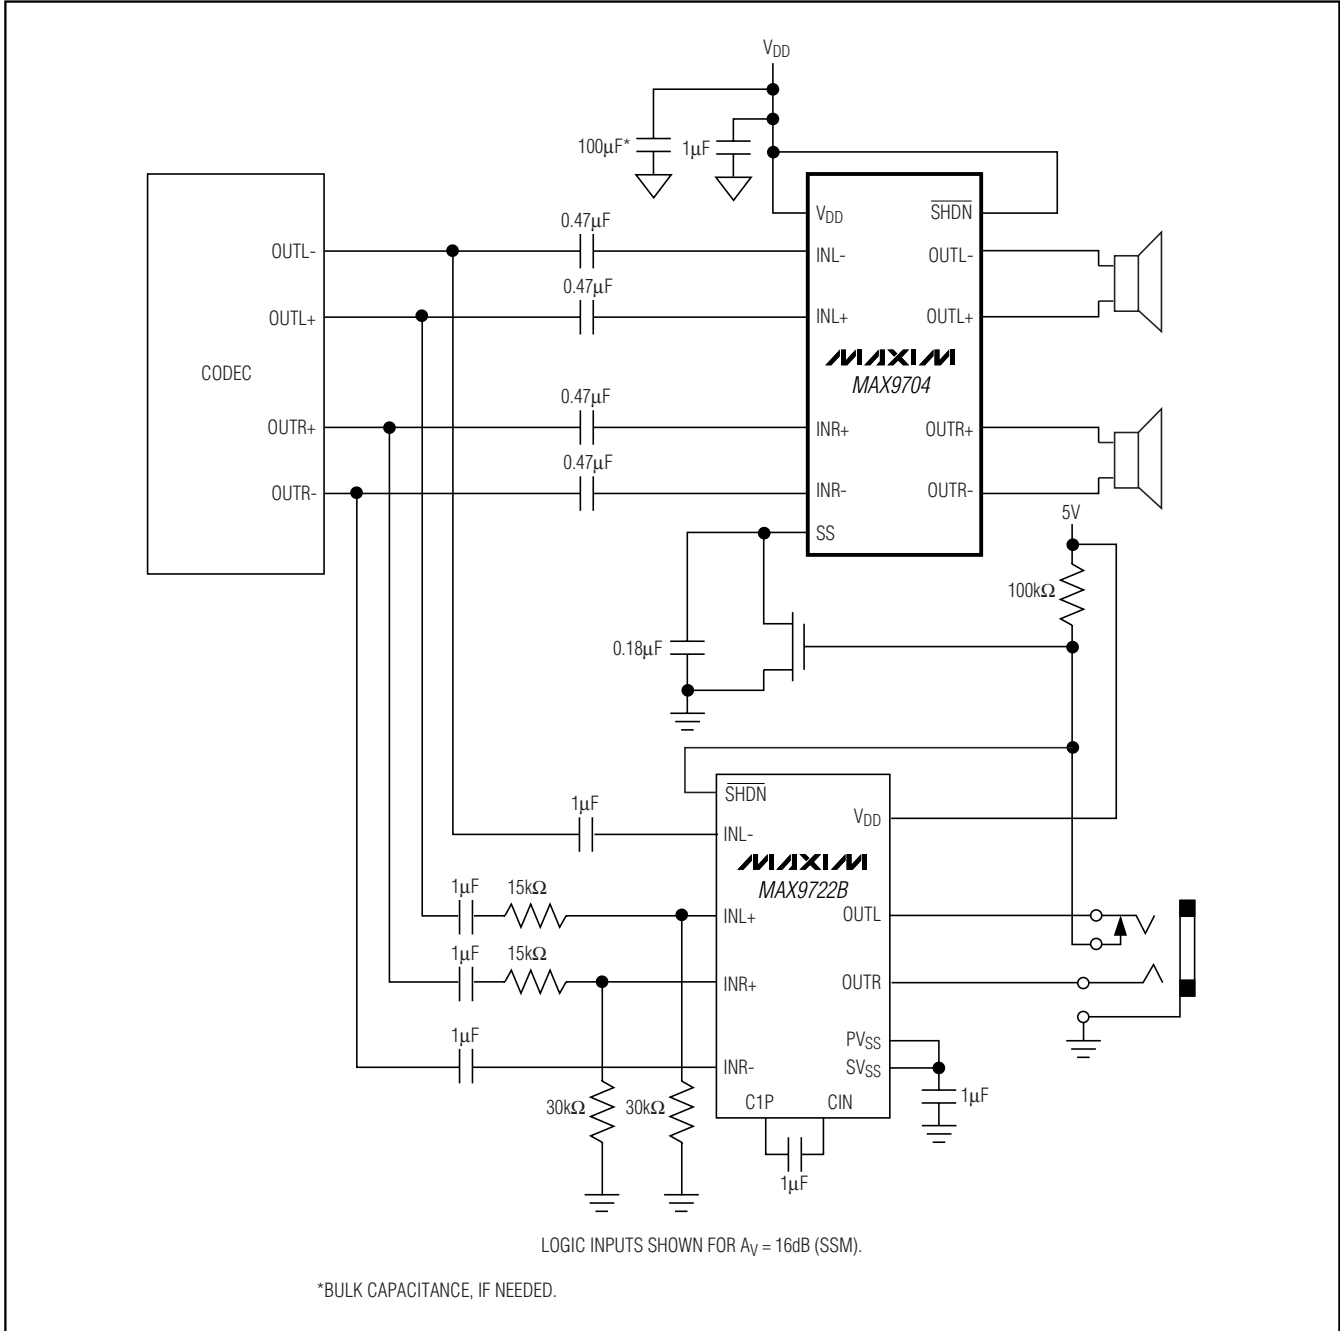 VDD
100µF*
1µF
CODEC
OUTL-
OUTL+
OUTR+
OUTR-
0.47µF
0.47µF
0.47µF
0.47µF
VDD
SHDN
INL-
OUTL-
INL+
OUTL+
MAXIM
MAX9704
INR+
OUTR+
INR-
OUTR-
SS
5V
100kΩ
0.18µF
SHDN
VDD
1µF
INL-
MAXIM
MAX9722B
1µF
15kΩ
INL+
OUTL
1µF
15kΩ
INR+
OUTR
1µF
INR-
PVSS
SVSS
1µF
30kΩ
30kΩ
C1P
CIN
1µF
LOGIC INPUTS SHOWN FOR AV = 16dB (SSM).
*BULK CAPACITANCE, IF NEEDED.